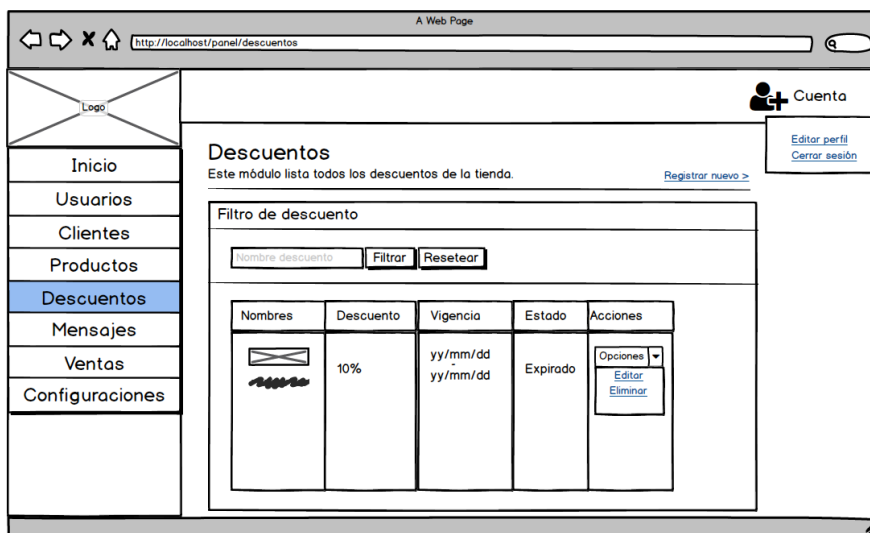 A Web Page
http://localhost/panel/descuentos
Logo
Cuenta
Editar perfil
Cerrar sesión
Inicio
Usuarios
Clientes
Productos
Descuentos
Mensajes
Ventas
Configuraciones
Descuentos
Este módulo lista todos los descuentos de la tienda.
Registrar nuevo >
Filtro de descuento
Nombre descuento Filtrar Resetear
Nombres Descuento Vigencia Estado Acciones
10%
yy/mm/dd
-
yy/mm/dd
Expirado
Opciones
Editar
Eliminar